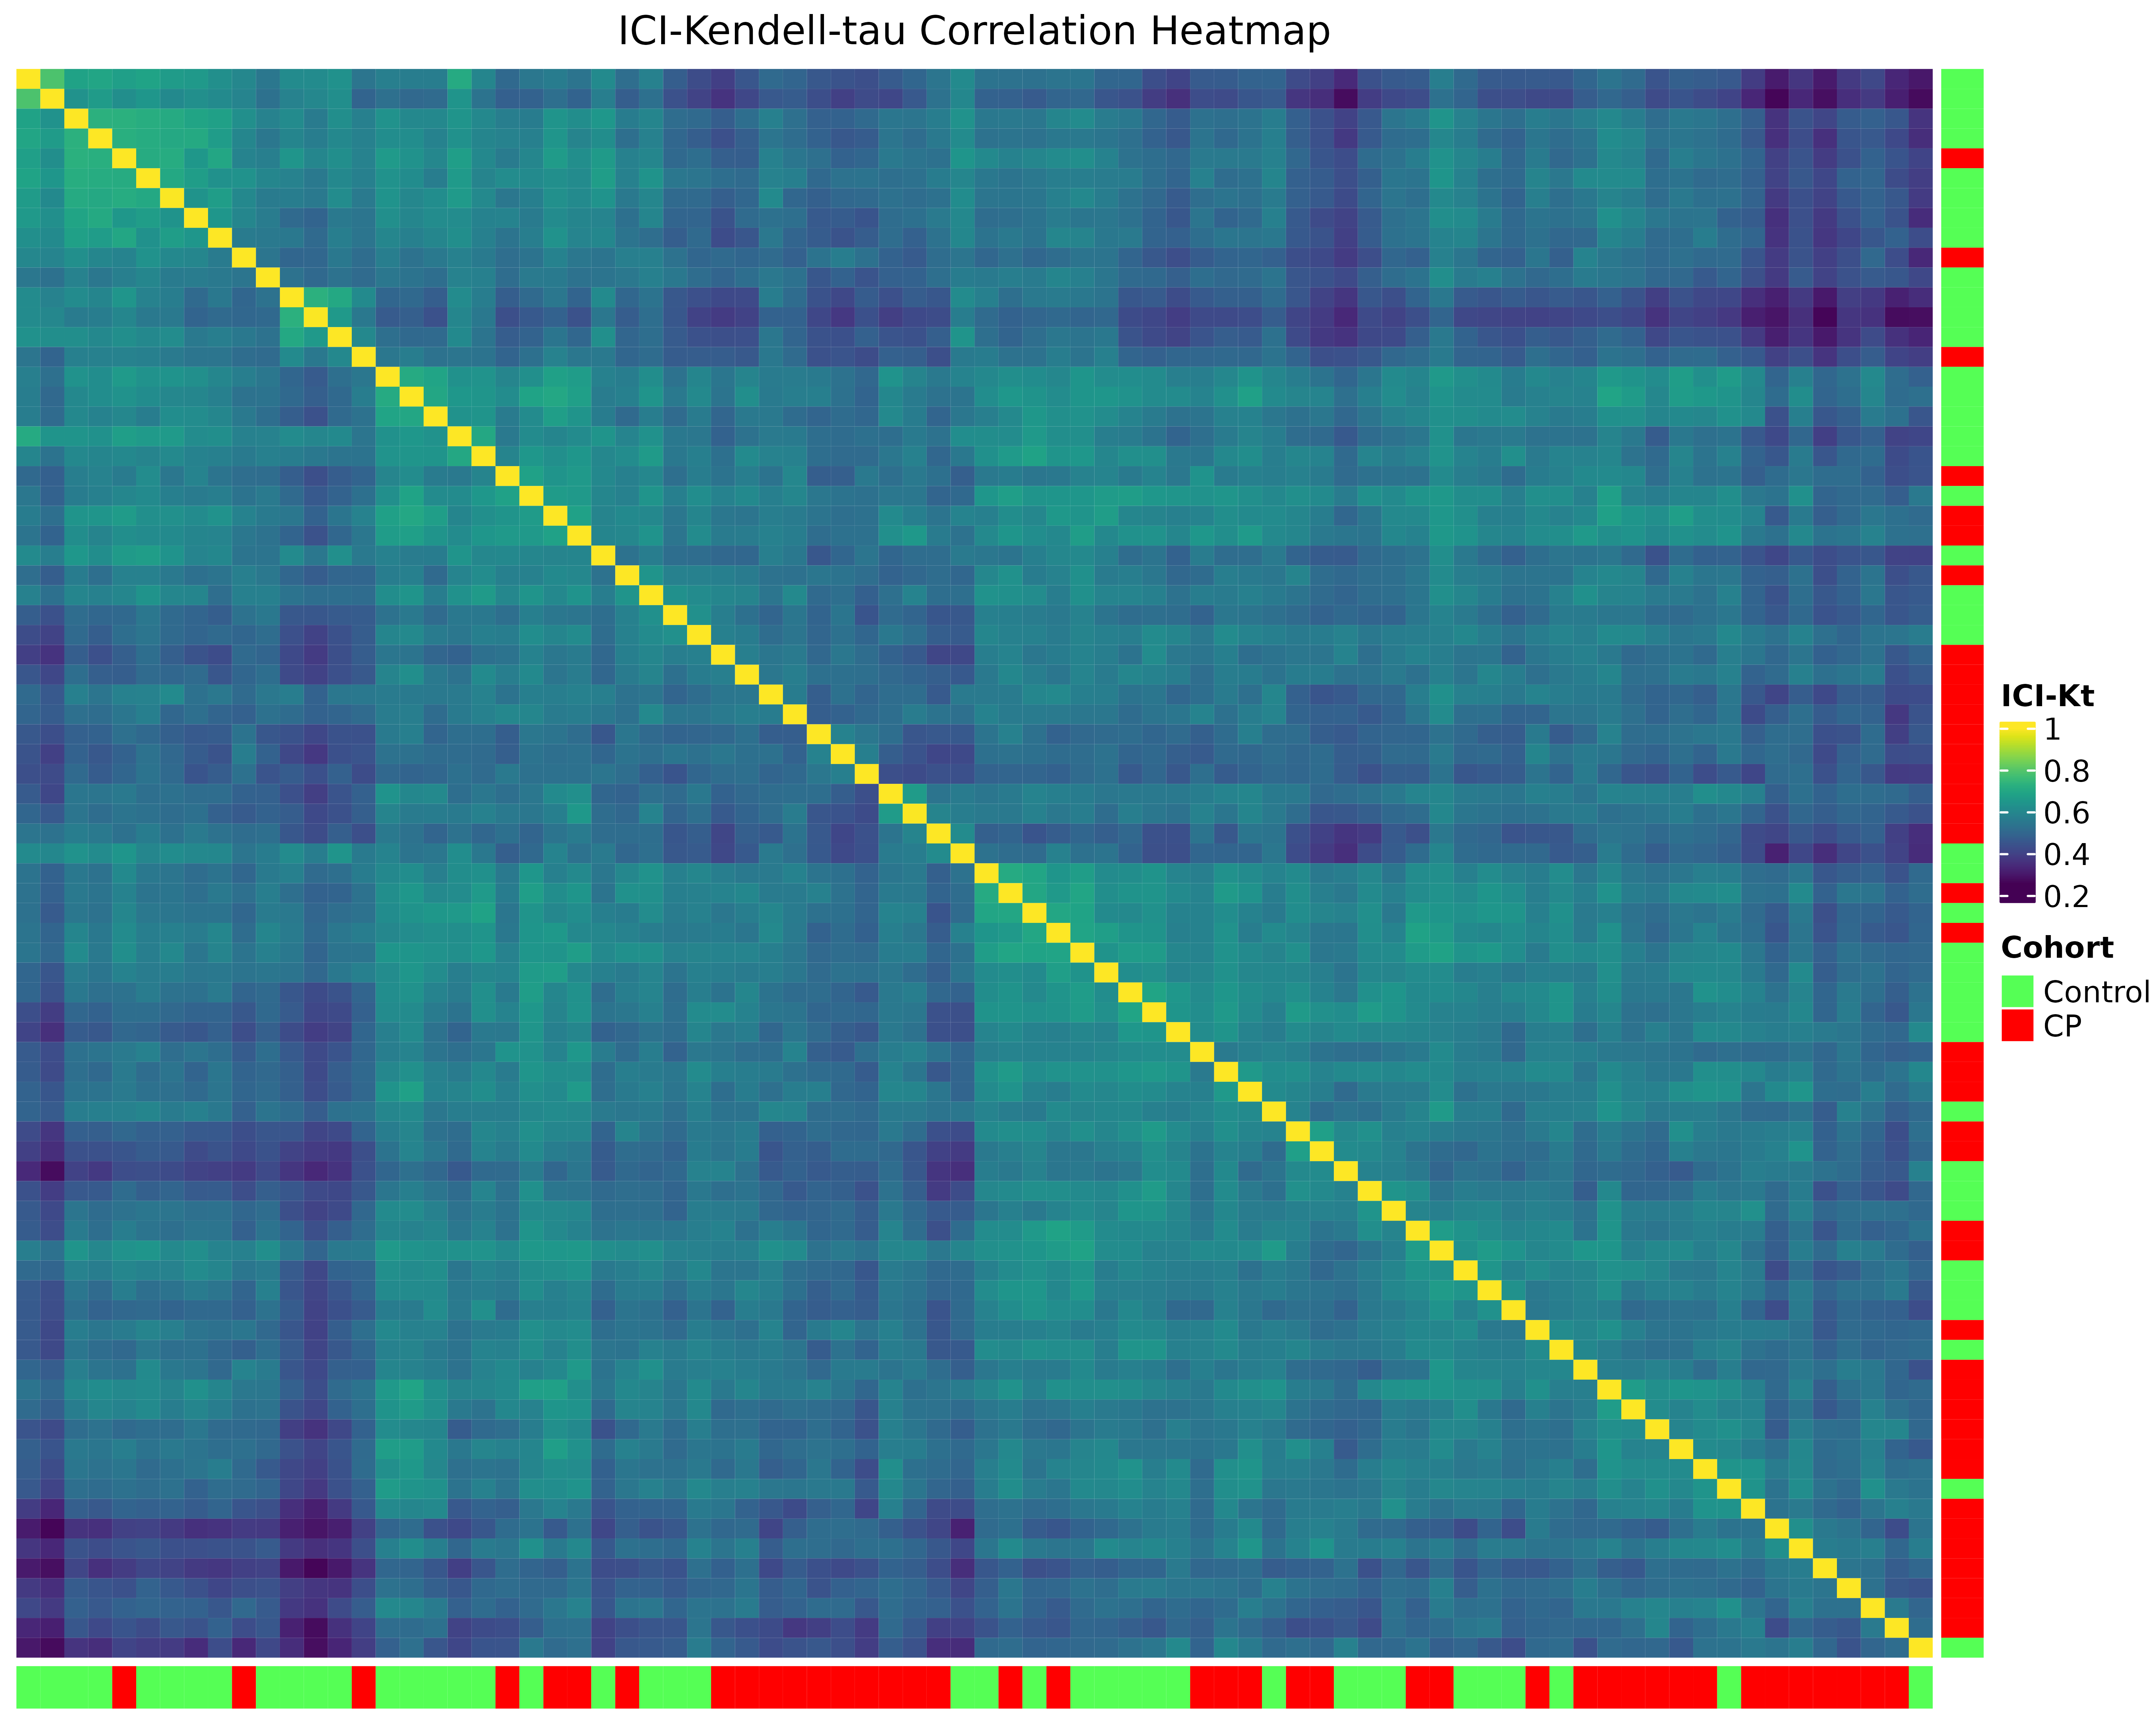 ICI-Kendell-tau Correlation Heatmap
ICI-Kt
1
0.8
0.6
0.4
0.2
Cohort
Control
CP